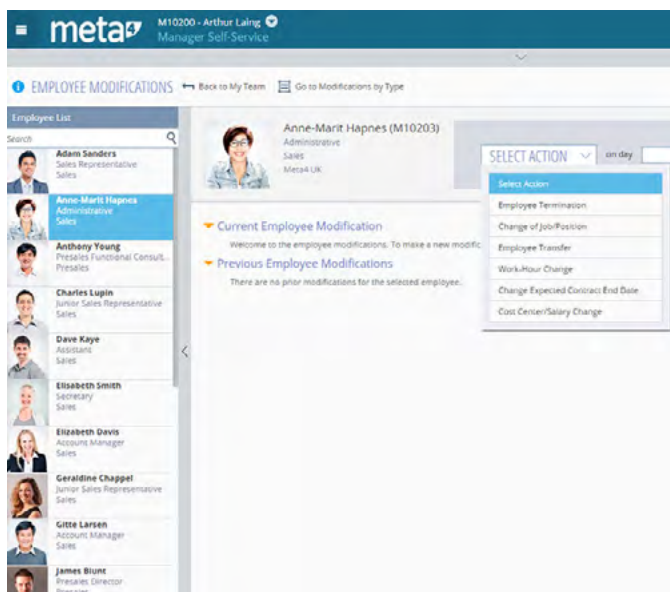 meta4
M10200 - Arthur Laing
Manager Self-Service
EMPLOYEE MODIFICATIONS
Back to My Team
Go to Modifications by Type
Employee List
Search
Adam Sanders
Sales Representative
Sales
Anne-Marit Hapnes
Administrative
Sales
Anthony Young
Presales Functional Consult...
Presales
Charles Lupin
Junior Sales Representative
Sales
Dave Kaye
Assistant
Sales
Elisabeth Smith
Secretary
Sales
Elizabeth Davis
Account Manager
Sales
Geraldine Chappel
Junior Sales Representative
Sales
Gitte Larsen
Account Manager
Sales
James Blunt
Presales Director
Presales
Anne-Marit Hapnes (M10203)
Administrative
Sales
Meta4 UK
SELECT ACTION
on day
Select Action
Employee Termination
Change of Job/Position
Employee Transfer
Work-Hour Change
Change Expected Contract End Date
Cost Center/Salary Change
Current Employee Modification
Welcome to the employee modifications. To make a new modific
Previous Employee Modifications
There are no prior modifications for the selected employee.